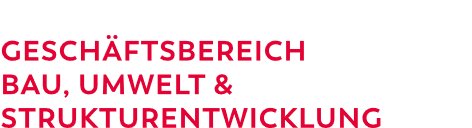 GESCHÄFTSBEREICH
BAU, UMWELT &
STRUKTURENTWICKLUNG